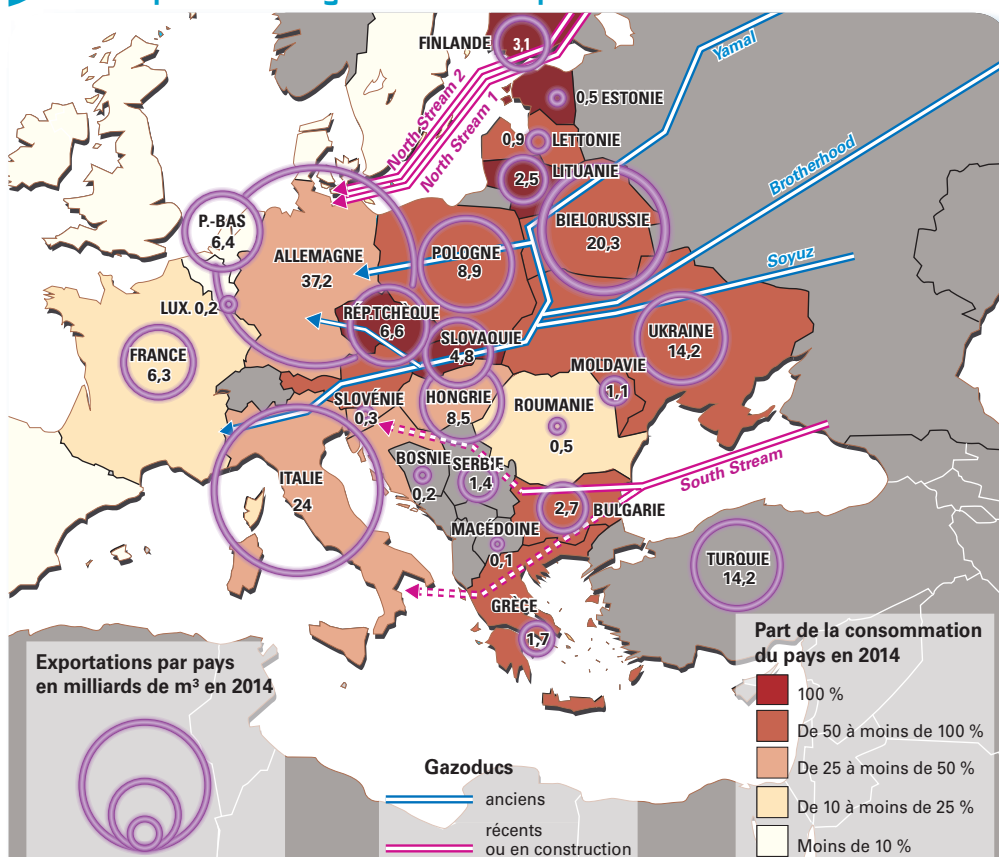 FINLANDE
3,1
Yamal
North Stream 2
North Stream 1
0,5 ESTONIE
0,9
LETTONIE
2,5
LITUANIE
Brotherhood
P.-BAS
6,4
BIELORUSSIE
20,3
ALLEMAGNE
37,2
POLOGNE
8,9
Soyuz
LUX. 0,2
RÉP.TCHÈQUE
6,6
SLOVAQUIE
4,8
UKRAINE
14,2
FRANCE
6,3
MOLDAVIE
1,1
SLOVÉNIE
0,3
HONGRIE
8,5
ROUMANIE
0,5
BOSNIE
0,2
SERBIE
1,4
South Stream
ITALIE
24
2,7
BULGARIE
MACÉDOINE
0,1
TURQUIE
14,2
GRÈCE
1,7
Exportations par pays
en milliards de m³ en 2014
Gazoducs
anciens
récents
ou en construction
Part de la consommation
du pays en 2014
100 %
De 50 à moins de 100 %
De 25 à moins de 50 %
De 10 à moins de 25 %
Moins de 10 %